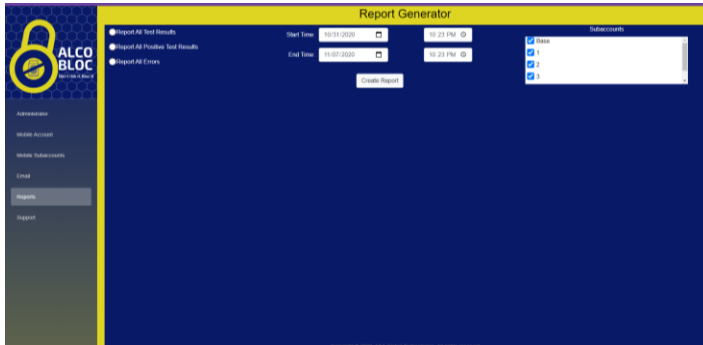 Report Generator
ALCO
BLOC
Report All Test Results
Report All Positive Test Results
Report All Errors
Start Time 10/31/2020 10:23 PM
End Time 11/07/2020 10:23 PM
Create Report
Subaccounts
Base
1
2
3
Administrator
Mobile Account
Mobile Subaccounts
Email
Reports
Support